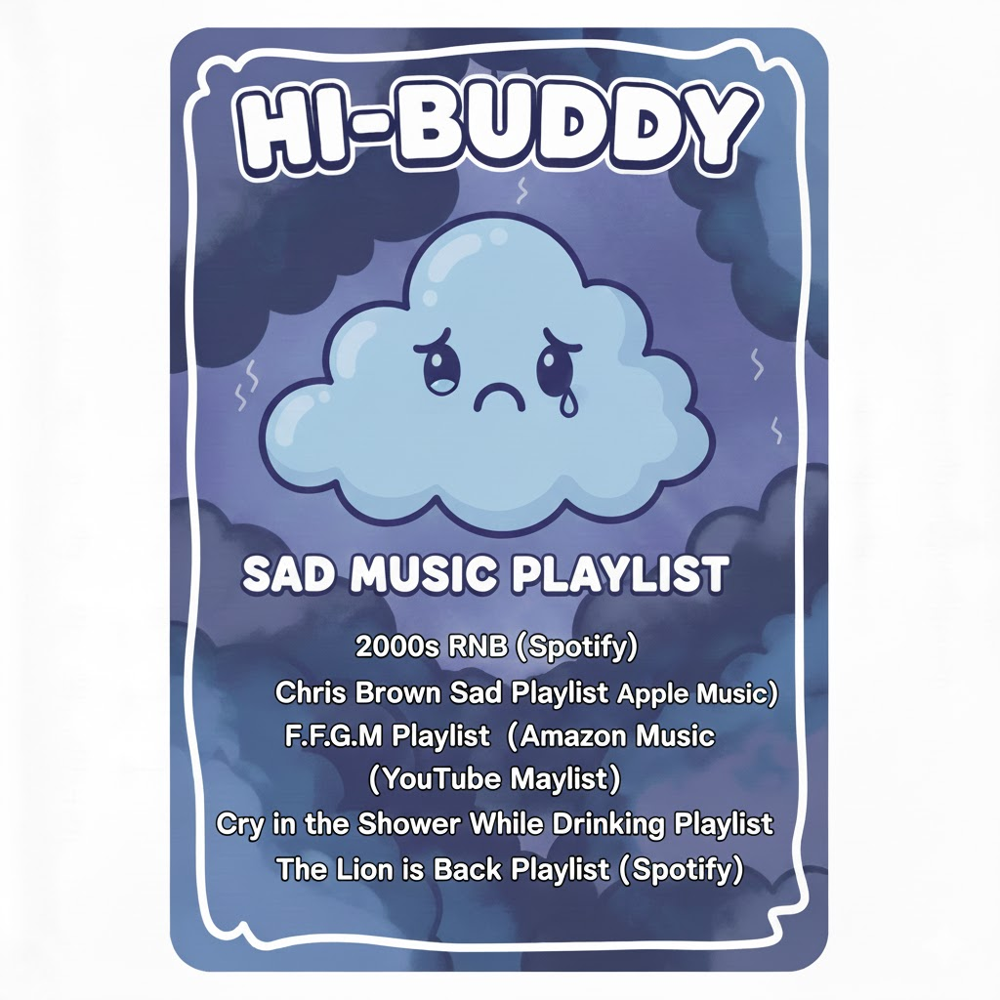 HI-BUDDY
SAD MUSIC PLAYLIST
2000s RNB (Spotify)
Chris Brown Sad Playlist Apple Music)
F.F.G.M Playlist (Amazon Music
(YouTube Maylist)
Cry in the Shower While Drinking Playlist
The Lion is Back Playlist (Spotify)